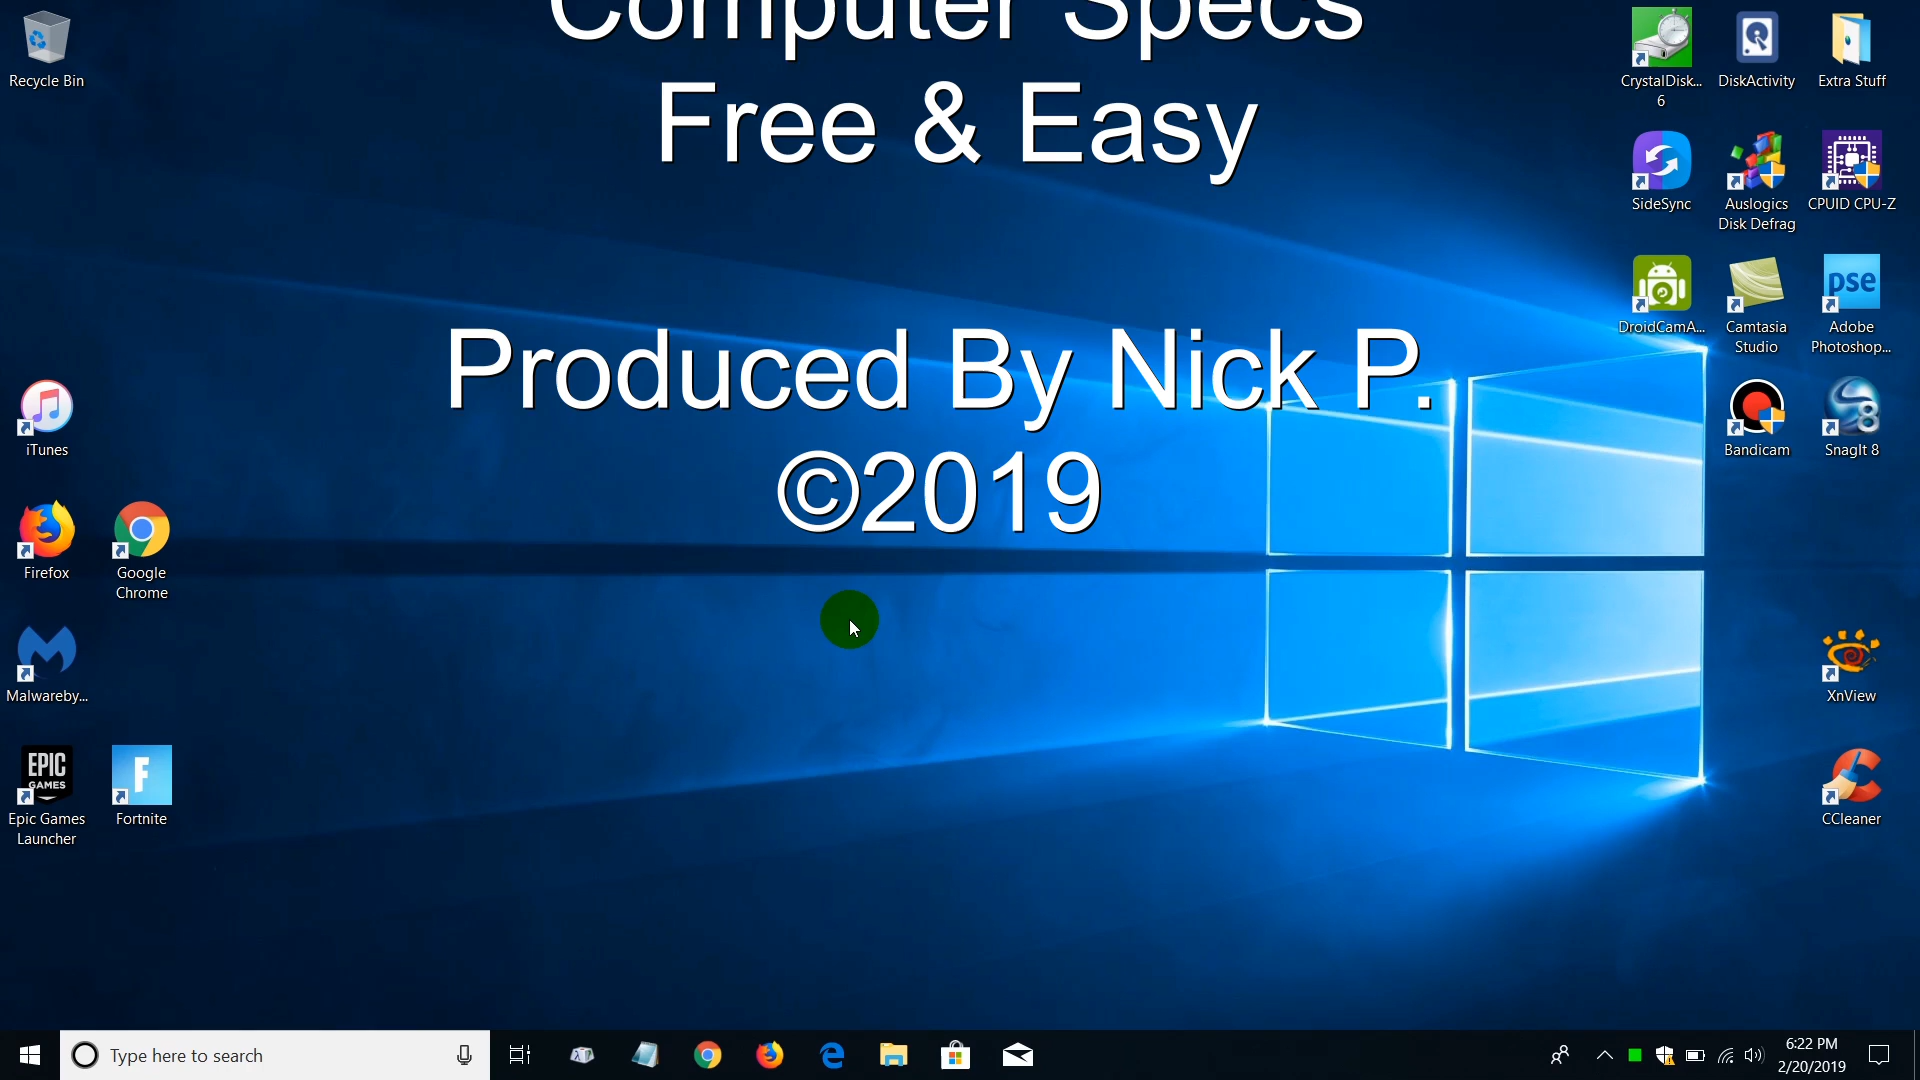 Computer Specs
Free & Easy
Produced By Nick P.
©2019
Recycle Bin
iTunes
Firefox
Google
Chrome
Malwareby...
EPIC
GAMES
Epic Games
Launcher
F
Fortnite
CrystalDisk...
6
DiskActivity
Extra Stuff
SideSync
Auslogics
Disk Defrag
CPUID CPU-Z
DroidCamA...
Camtasia
Studio
pse
Adobe
Photoshop...
Bandicam
8
SnagIt 8
XnView
CCleaner
Type here to search
6:22 PM
2/20/2019